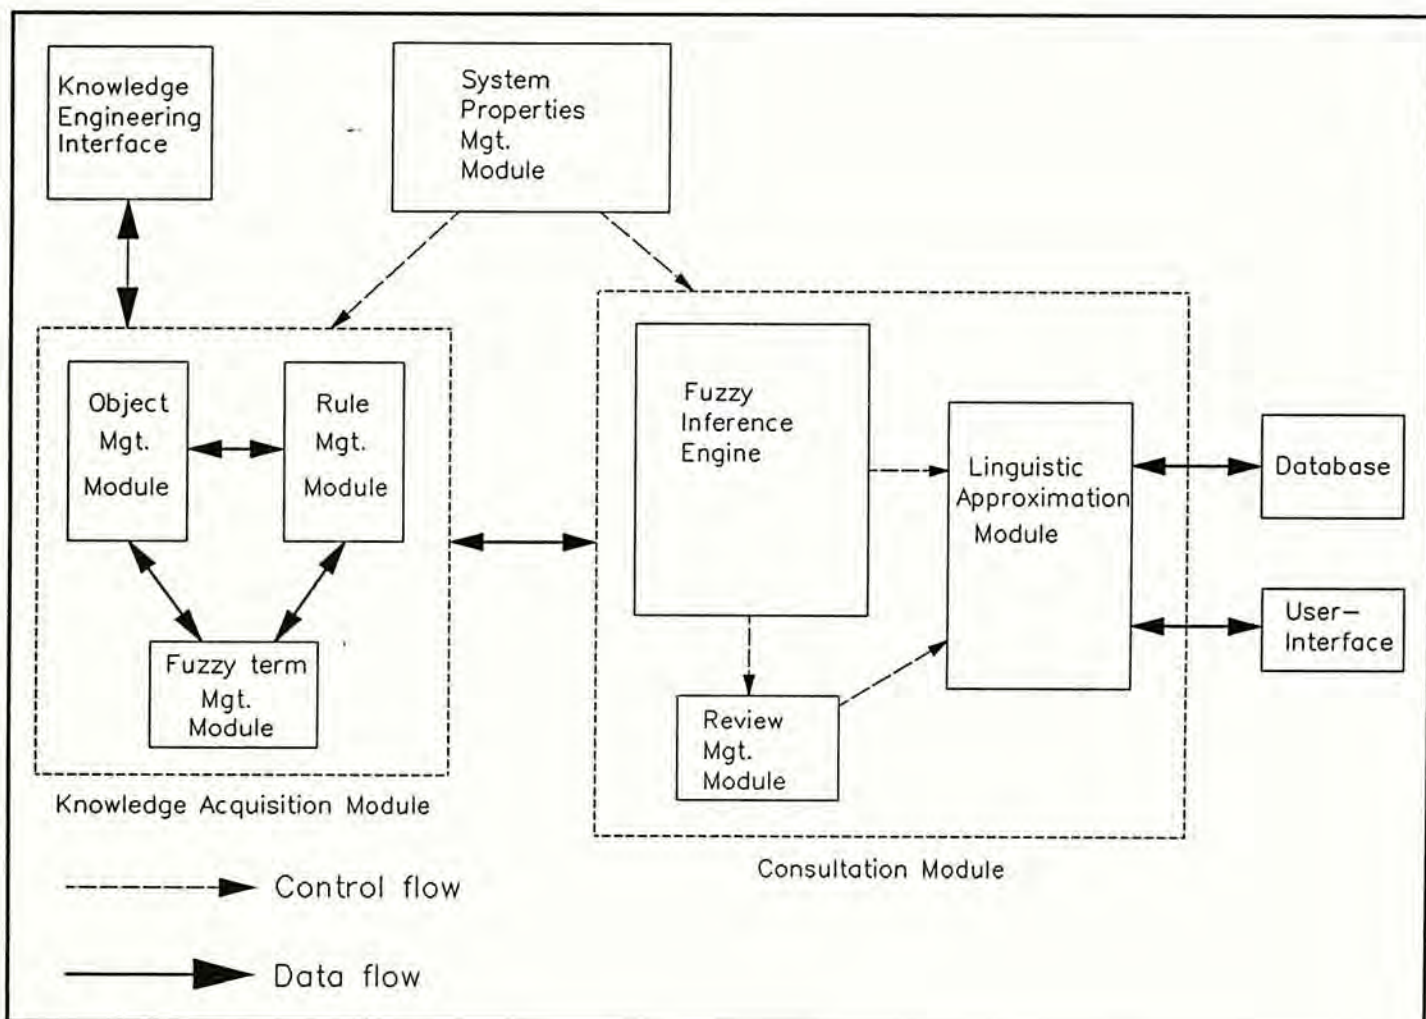 Knowledge
Engineering
Interface
System
Properties
Mgt.
Module
Object
Mgt.
Module
Rule
Mgt.
Module
Fuzzy term
Mgt.
Module
Knowledge Acquisition Module
Fuzzy
Inference
Engine
Linguistic
Approximation
Module
Review
Mgt.
Module
Consultation Module
Database
User-
Interface
Control flow
Data flow